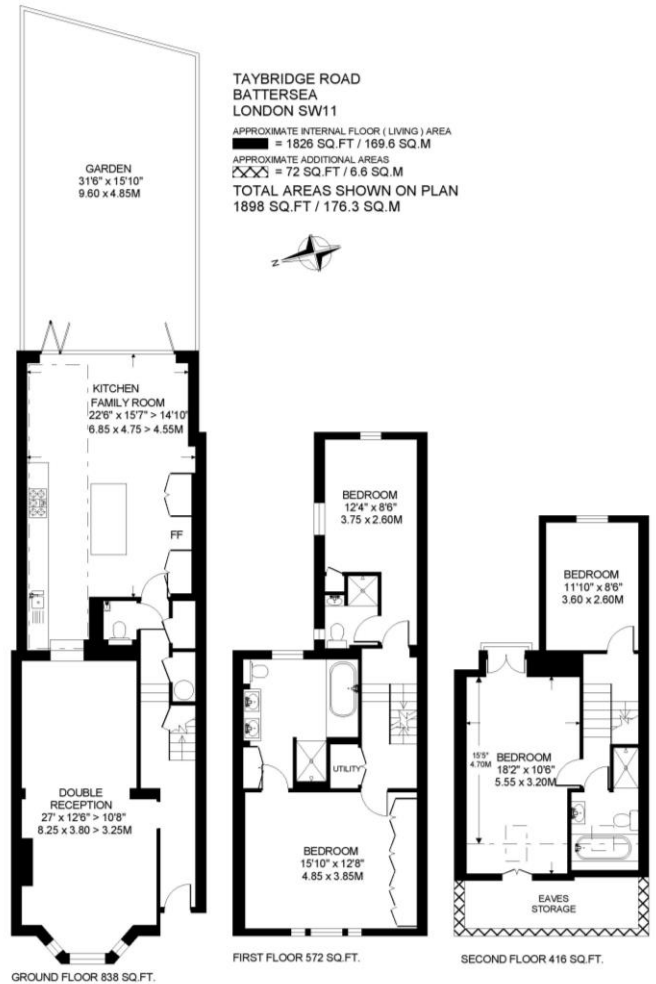 TAYBRIDGE ROAD
BATTERSEA
LONDON SW11
APPROXIMATE INTERNAL FLOOR ( LIVING ) AREA
= 1826 SQ.FT / 169.6 SQ.M
APPROXIMATE ADDITIONAL AREAS
= 72 SQ.FT / 6.6 SQ.M
TOTAL AREAS SHOWN ON PLAN
1898 SQ.FT / 176.3 SQ.M
N
GARDEN
31'6" x 15'10"
9.60 x 4.85M
KITCHEN
FAMILY ROOM
22'6" x 15'7" > 14'10"
6.85 x 4.75 > 4.55M
FF
DOUBLE
RECEPTION
27' x 12'6" > 10'8"
8.25 x 3.80 > 3.25M
GROUND FLOOR 838 SQ.FT.
BEDROOM
12'4" x 8'6"
3.75 x 2.60M
UTILITY
BEDROOM
15'10" x 12'8"
4.85 x 3.85M
FIRST FLOOR 572 SQ.FT.
BEDROOM
11'10" x 8'6"
3.60 x 2.60M
15'5"
4.70M
BEDROOM
18'2" x 10'6"
5.55 x 3.20M
EAVES
STORAGE
SECOND FLOOR 416 SQ.FT.